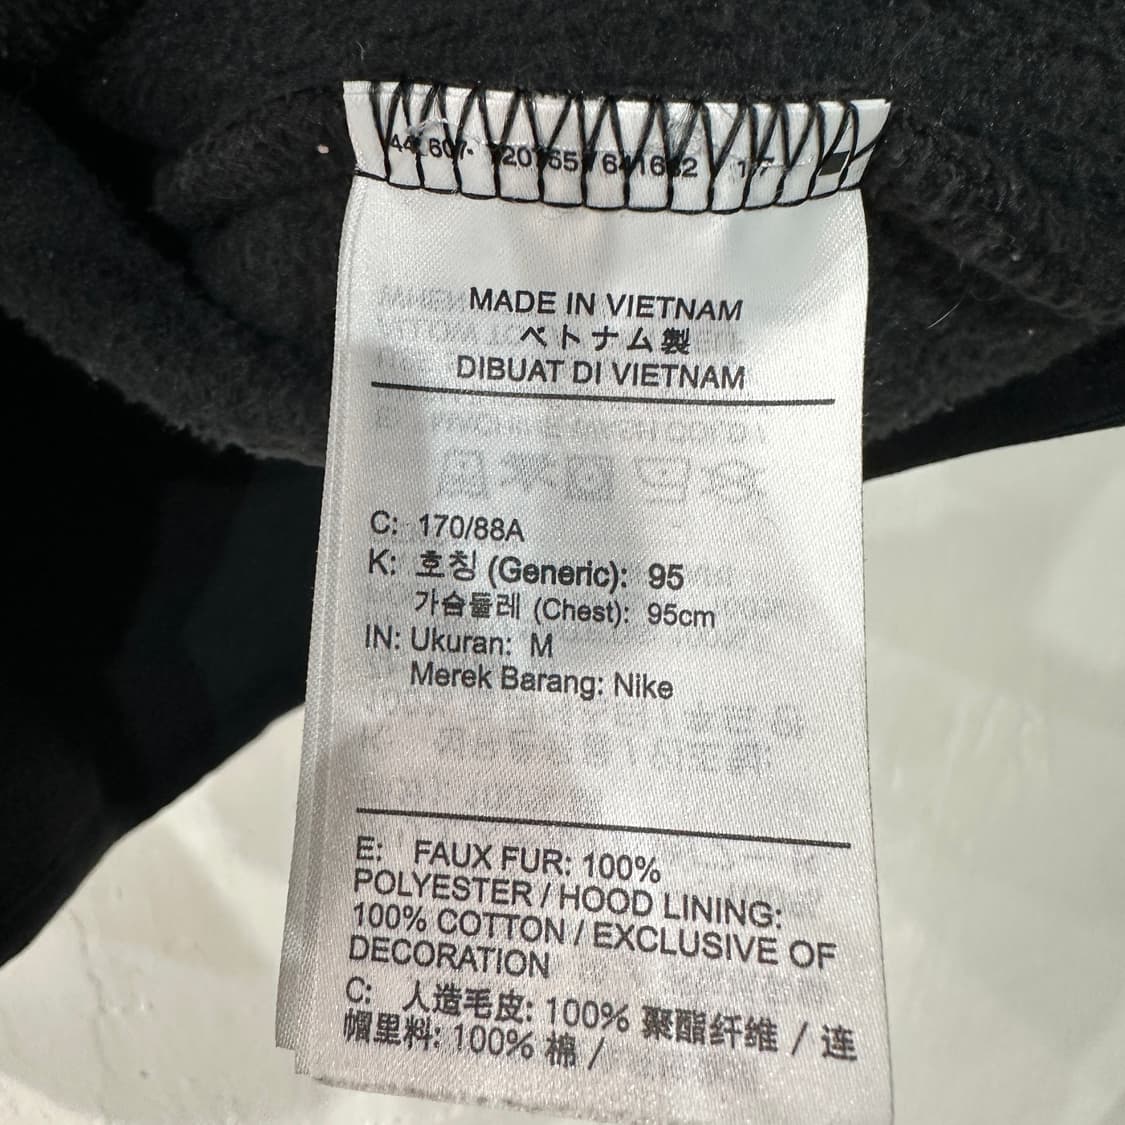 MADE IN VIETNAM
ベトナム製
DIBUAT DI VIETNAM
C: 170/88A
K: 호칭 (Generic): 95
가슴둘레 (Chest): 95cm
IN: Ukuran: M
Merek Barang: Nike
E: FAUX FUR: 100%
POLYESTER / HOOD LINING:
100% COTTON / EXCLUSIVE OF
DECORATION
C: 人造毛皮: 100% 聚酯纤维 / 连
帽里料: 100% 棉 /